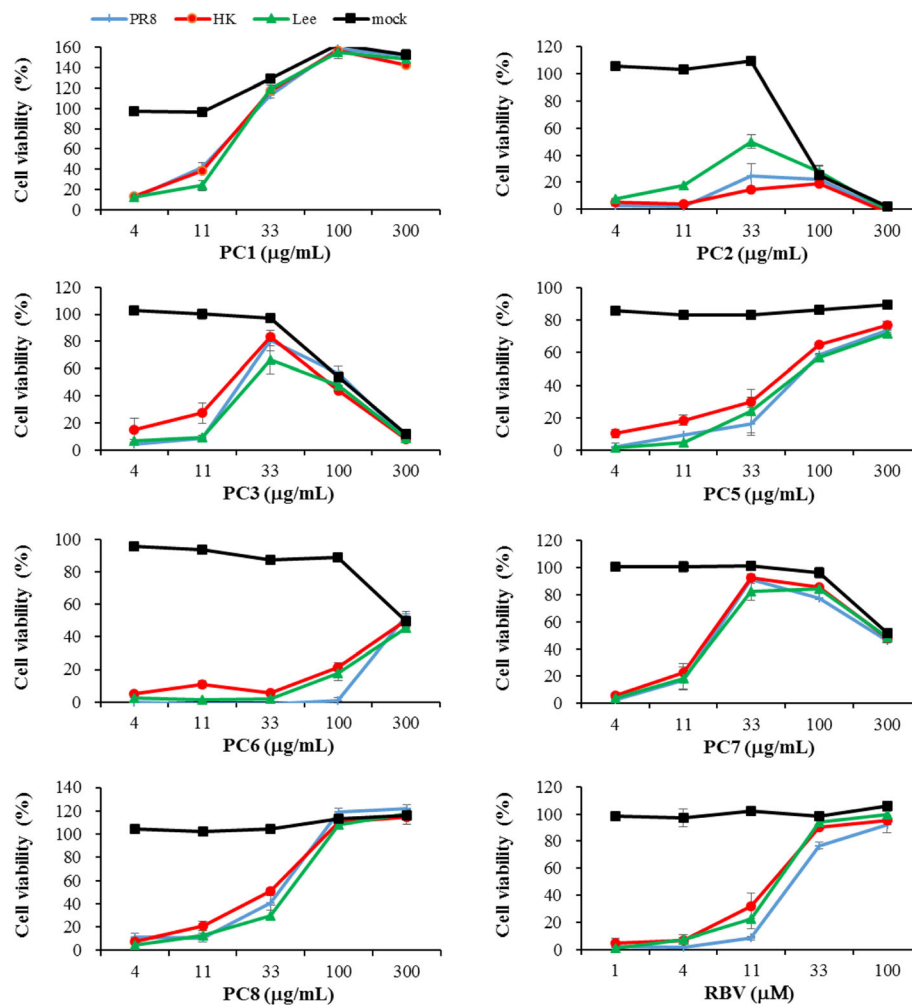 PR8 HK Lee mock
Cell viability (%)
160
140
120
100
80
60
40
20
0
4 11 33 100 300
PC1 (µg/mL)
Cell viability (%)
120
100
80
60
40
20
0
4 11 33 100 300
PC2 (µg/mL)
Cell viability (%)
120
100
80
60
40
20
0
4 11 33 100 300
PC3 (µg/mL)
Cell viability (%)
100
80
60
40
20
0
4 11 33 100 300
PC5 (µg/mL)
Cell viability (%)
100
80
60
40
20
0
4 11 33 100 300
PC6 (µg/mL)
Cell viability (%)
120
100
80
60
40
20
0
4 11 33 100 300
PC7 (µg/mL)
Cell viability (%)
140
120
100
80
60
40
20
0
4 11 33 100 300
PC8 (µg/mL)
Cell viability (%)
120
100
80
60
40
20
0
1 4 11 33 100
RBV (µM)